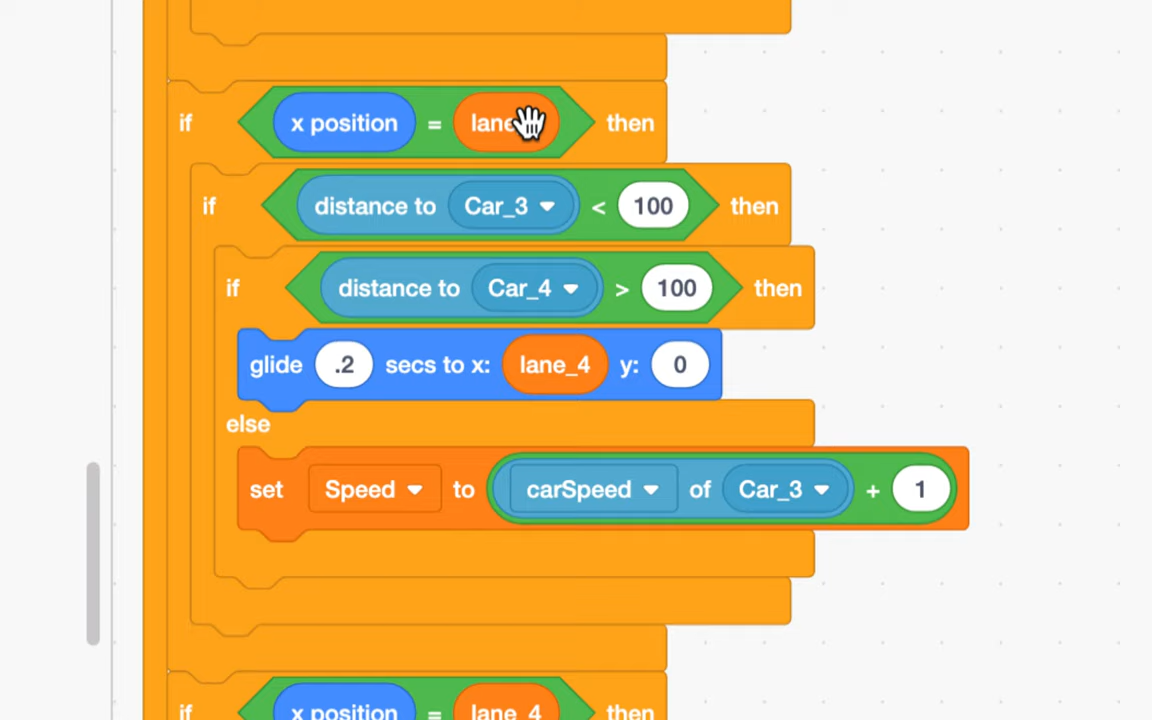 if x position = then
if distance to Car_3 < 100 then
if distance to Car_4 > 100 then
glide .2 secs to x: lane_4 y: 0
else
set Speed to carSpeed of Car_3 + 1
if x position = lane_4 then